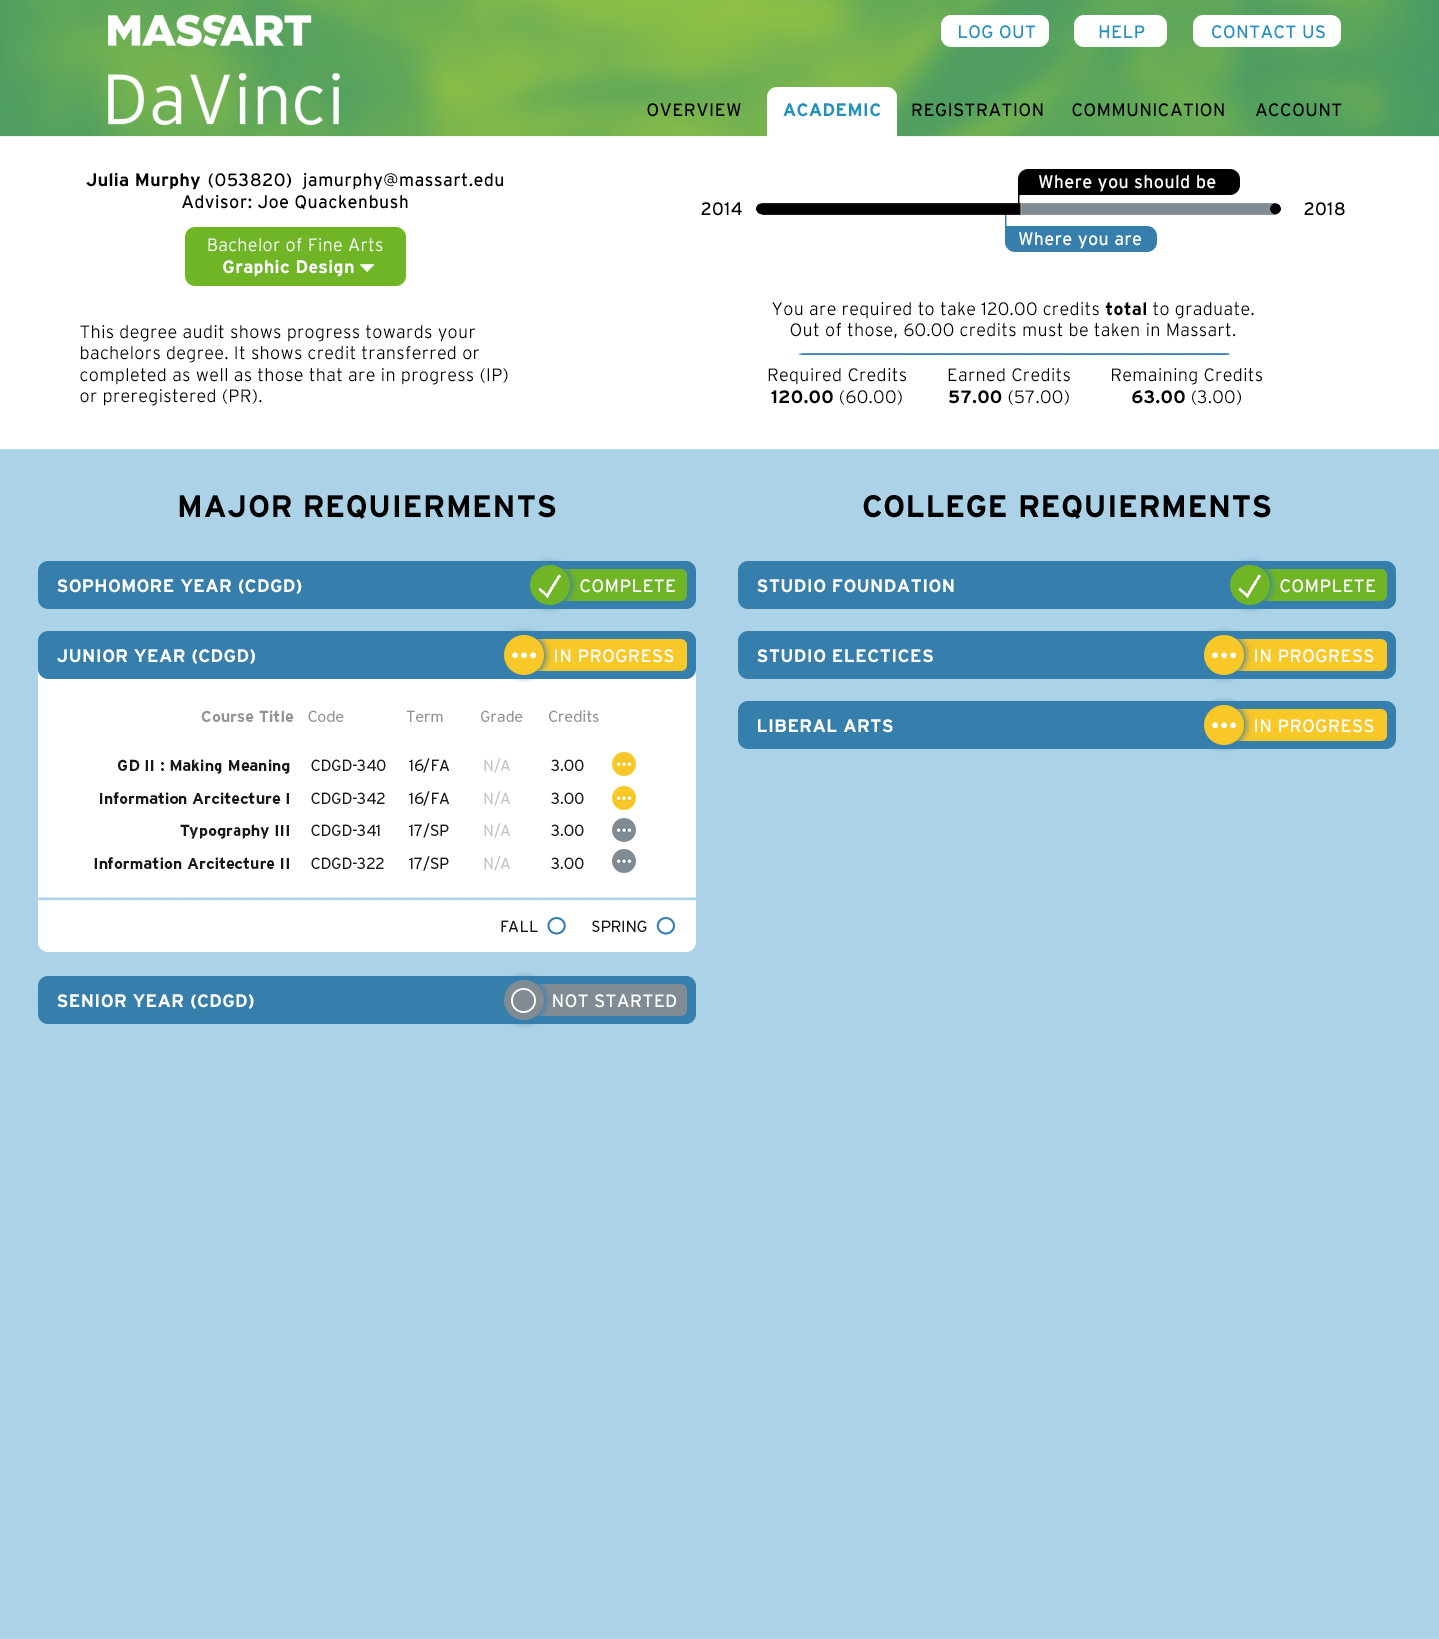 MASSART
DaVinci
LOG OUT HELP CONTACT US
OVERVIEW ACADEMIC REGISTRATION COMMUNICATION ACCOUNT
Julia Murphy (053820) jamurphy@massart.edu
Advisor: Joe Quackenbush
Bachelor of Fine Arts
Graphic Design
This degree audit shows progress towards your
bachelors degree. It shows credit transferred or
completed as well as those that are in progress (IP)
or preregistered (PR).
Where you should be
2014 2018
Where you are
You are required to take 120.00 credits total to graduate.
Out of those, 60.00 credits must be taken in Massart.
Required Credits Earned Credits Remaining Credits
120.00 (60.00) 57.00 (57.00) 63.00 (3.00)
MAJOR REQUIERMENTS
SOPHOMORE YEAR (CDGD) COMPLETE
JUNIOR YEAR (CDGD) IN PROGRESS
Course Title Code Term Grade Credits
GD II : Making Meaning CDGD-340 16/FA N/A 3.00
Information Arcitecture I CDGD-342 16/FA N/A 3.00
Typography III CDGD-341 17/SP N/A 3.00
Information Arcitecture II CDGD-322 17/SP N/A 3.00
FALL SPRING
SENIOR YEAR (CDGD) NOT STARTED
COLLEGE REQUIERMENTS
STUDIO FOUNDATION COMPLETE
STUDIO ELECTICES IN PROGRESS
LIBERAL ARTS IN PROGRESS